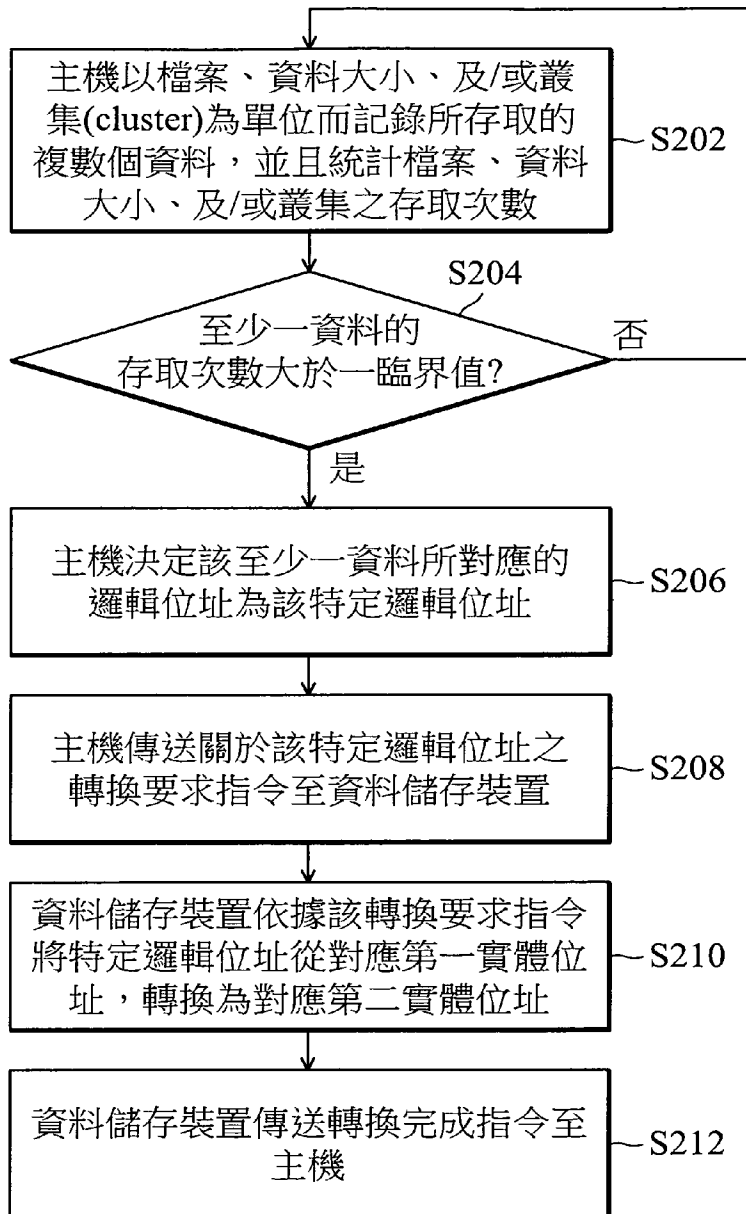 主機以檔案、資料大小、及/或叢
集(cluster)為單位而記錄所存取的
複數個資料，並且統計檔案、資料
大小、及/或叢集之存取次數
S202
S204
至少一資料的
存取次數大於一臨界值?
否
是
主機決定該至少一資料所對應的
邏輯位址為該特定邏輯位址
S206
主機傳送關於該特定邏輯位址之
轉換要求指令至資料儲存裝置
S208
資料儲存裝置依據該轉換要求指令
將特定邏輯位址從對應第一實體位
址，轉換為對應第二實體位址
S210
資料儲存裝置傳送轉換完成指令至
主機
S212